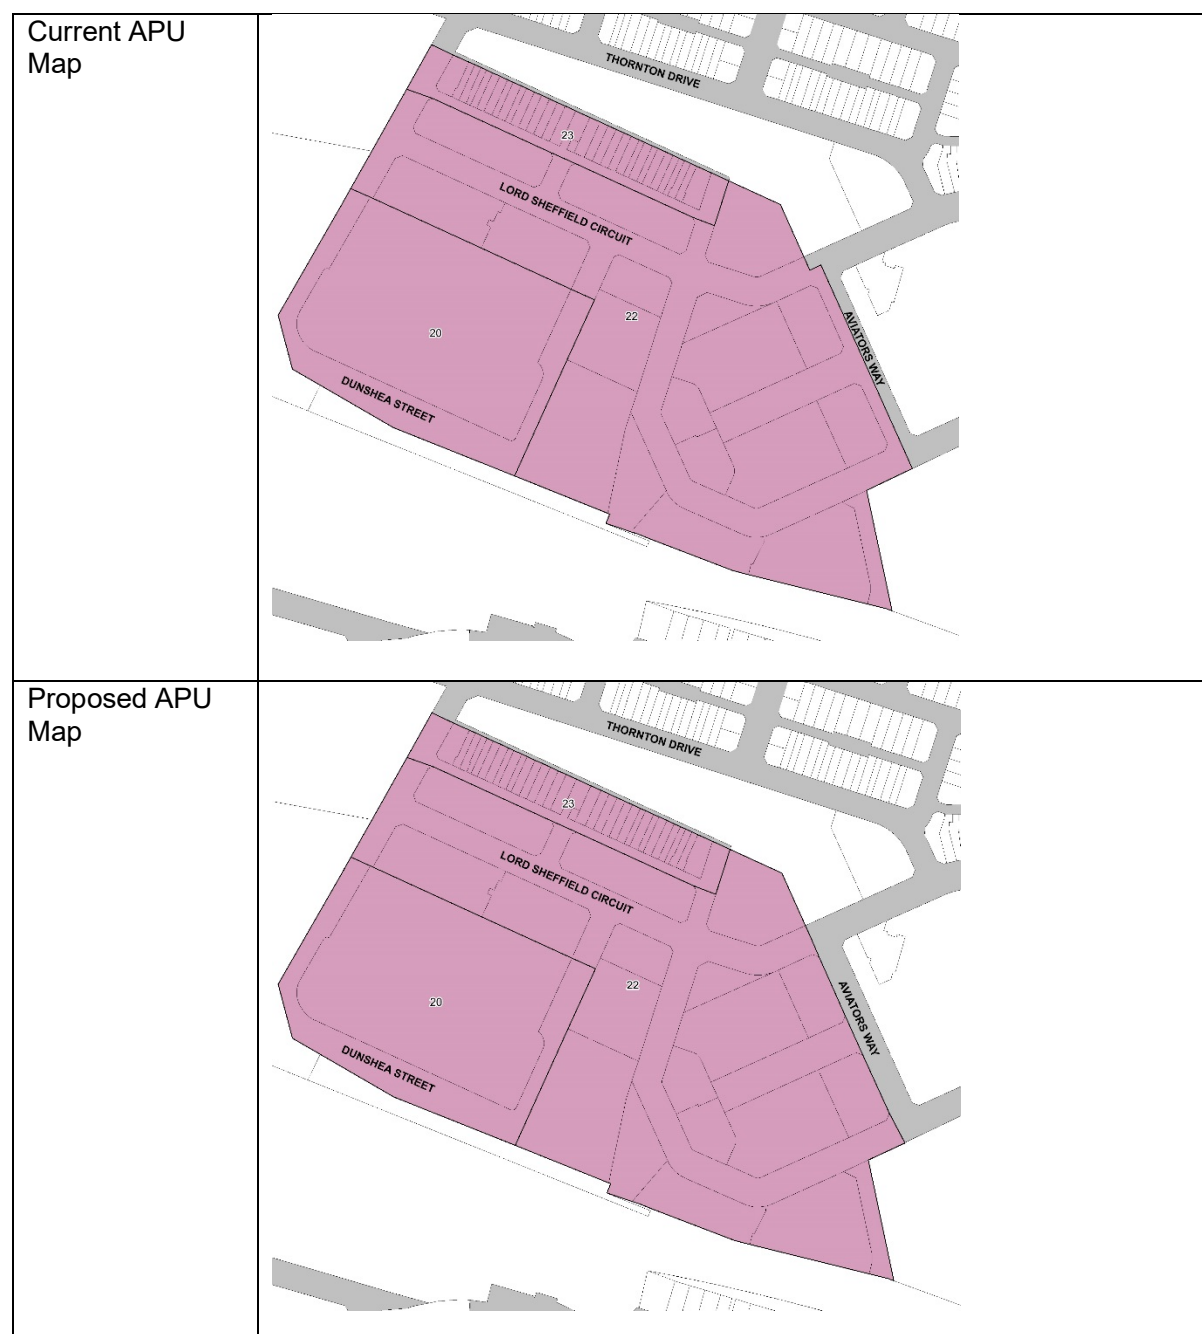 Current APU
Map
THORNTON DRIVE
23
LORD SHEFFIELD CIRCUIT
22
20
AVIATORS WAY
DUNSHEA STREET
Proposed APU
Map
THORNTON DRIVE
23
LORD SHEFFIELD CIRCUIT
22
20
AVIATORS WAY
DUNSHEA STREET